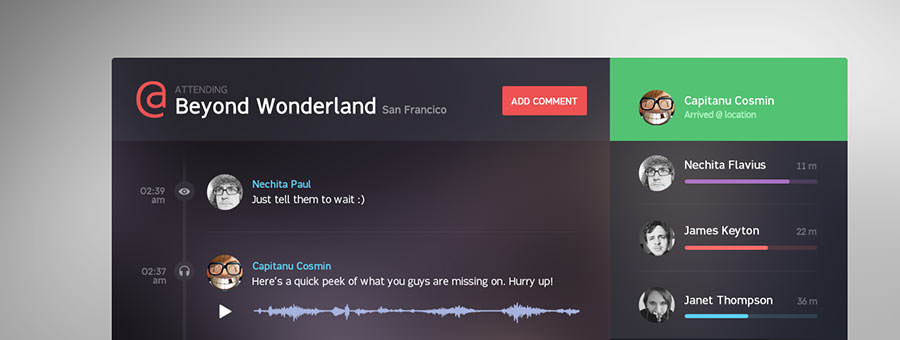 @
ATTENDING
Beyond Wonderland San Francico
ADD COMMENT
Capitanu Cosmin
Arrived @ location
02:39
am
Nechita Paul
Just tell them to wait :)
02:37
am
Capitanu Cosmin
Here's a quick peek of what you guys are missing on. Hurry up!
Nechita Flavius 11 m
James Keyton 22 m
Janet Thompson 36 m